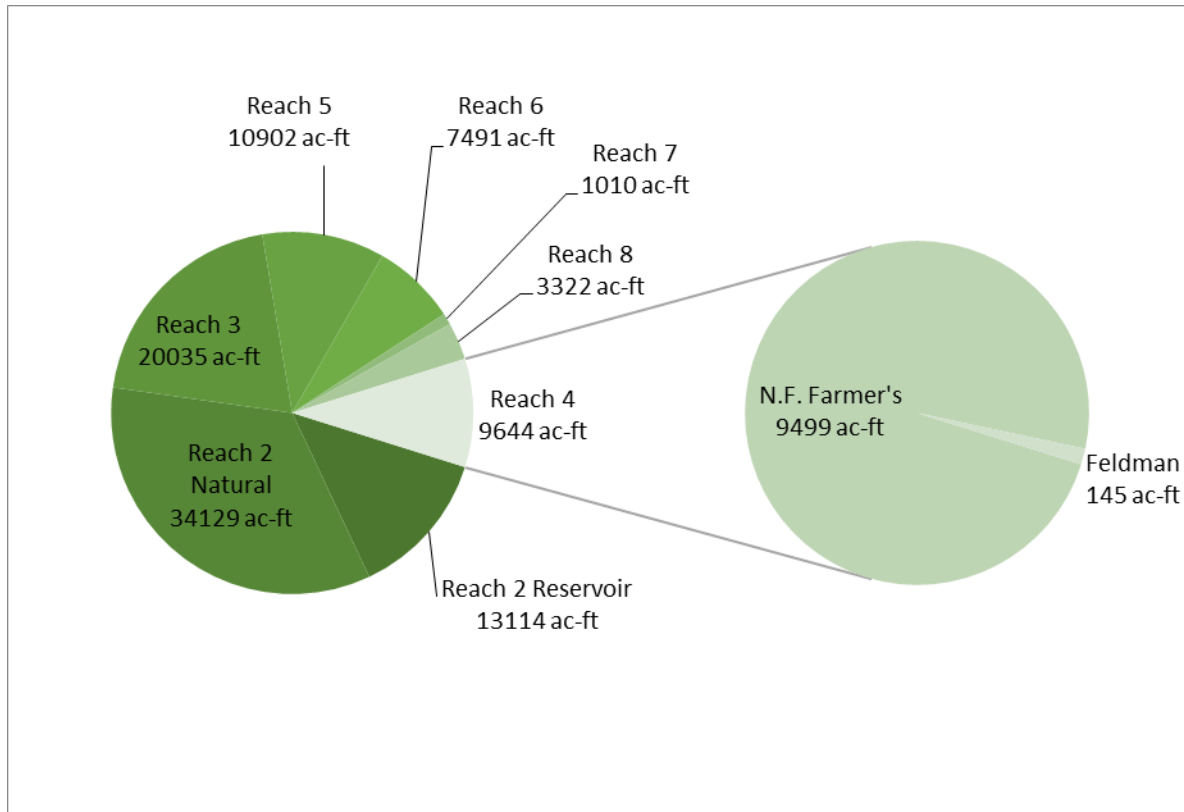 Reach 5
10902 ac-ft
Reach 6
7491 ac-ft
Reach 7
1010 ac-ft
Reach 8
3322 ac-ft
Reach 3
20035 ac-ft
Reach 4
9644 ac-ft
Reach 2
Natural
34129 ac-ft
Reach 2 Reservoir
13114 ac-ft
N.F. Farmer's
9499 ac-ft
Feldman
145 ac-ft